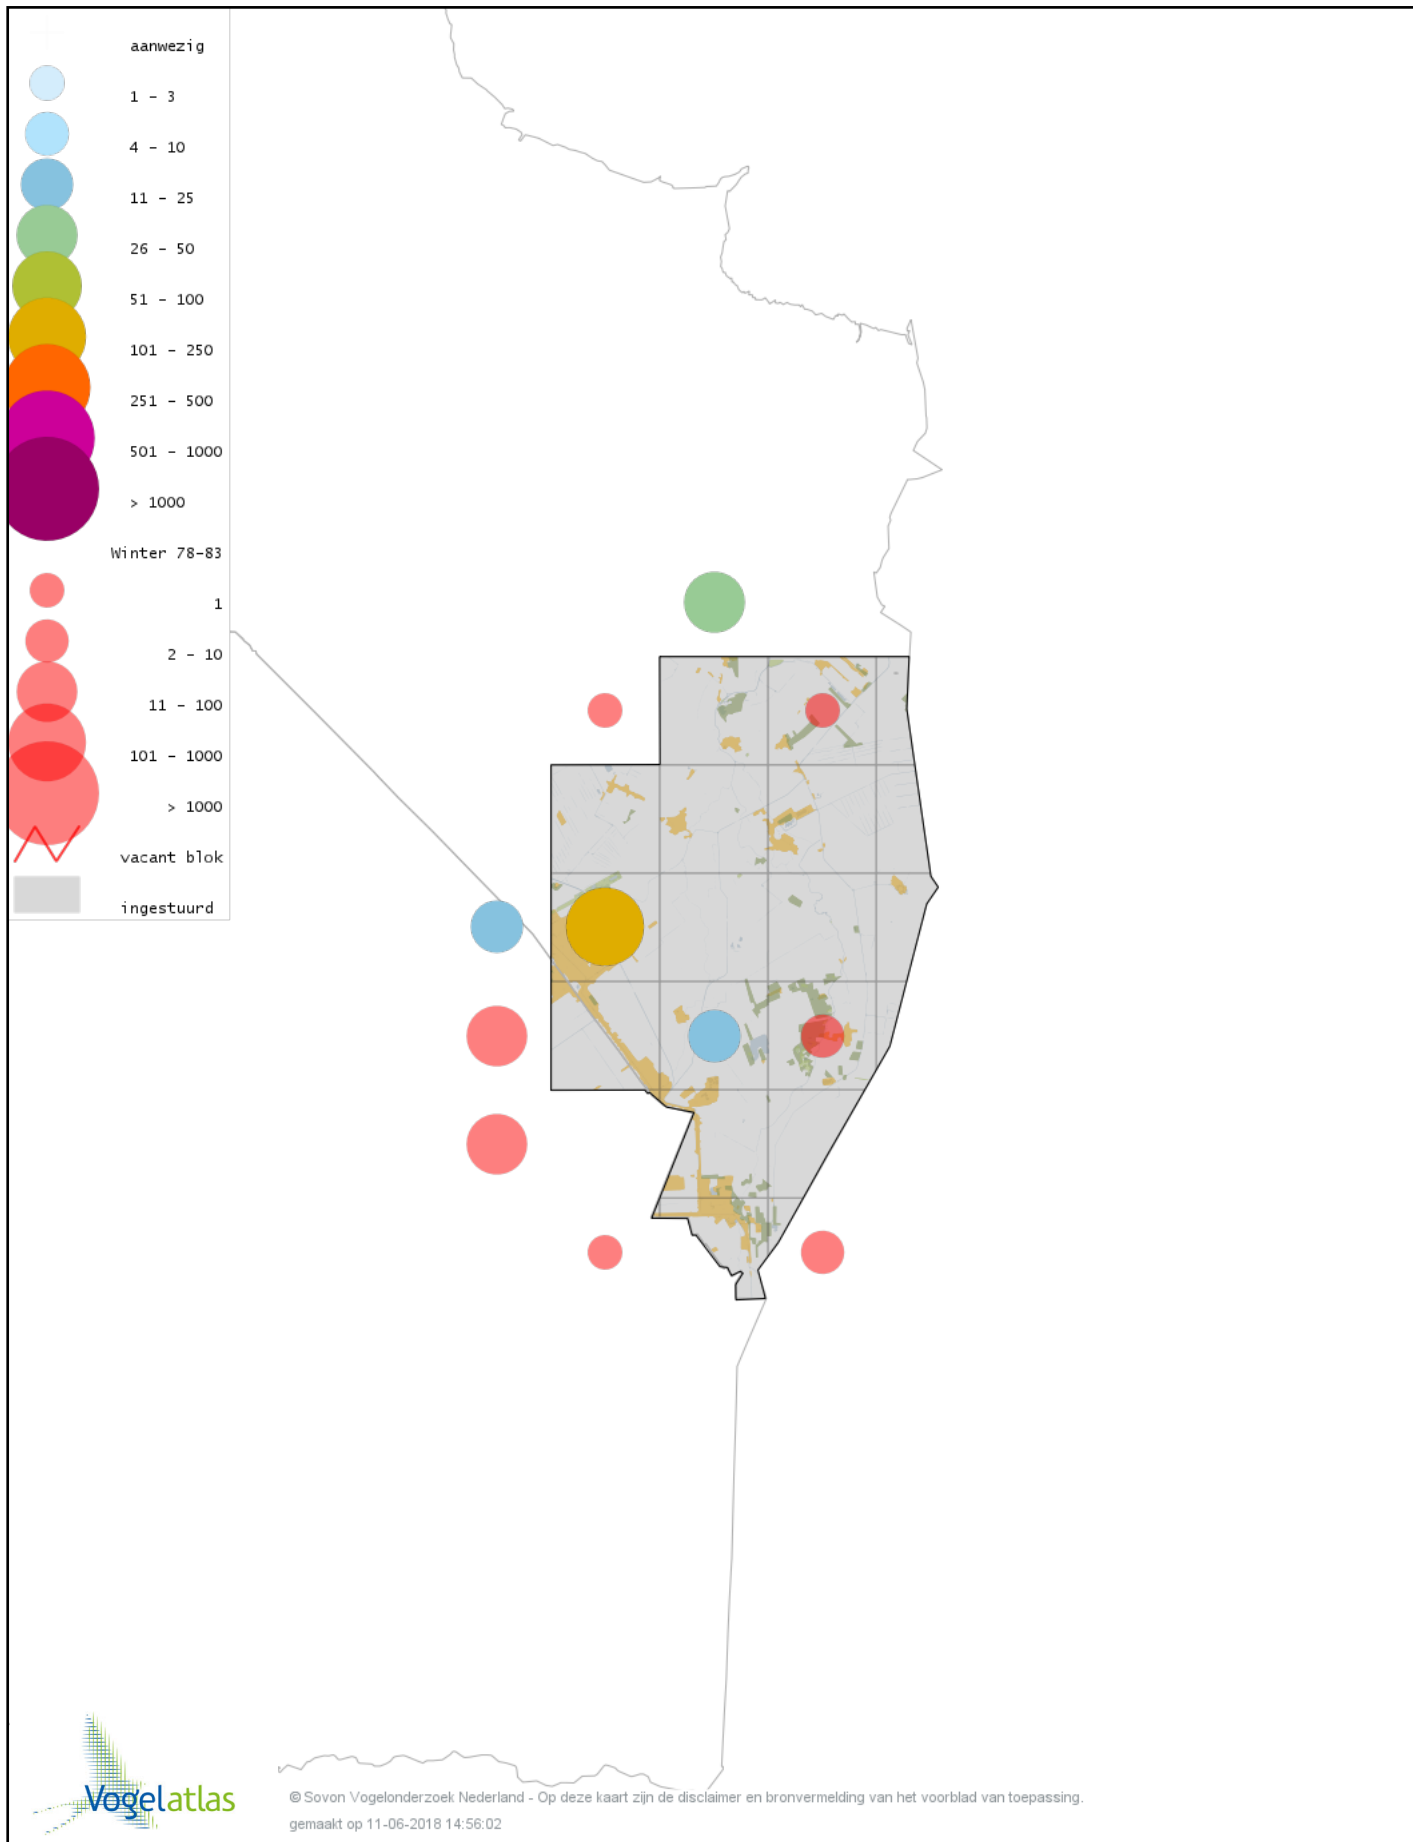 aanwezig
1 - 3
4 - 10
11 - 25
26 - 50
51 - 100
101 - 250
251 - 500
501 - 1000
> 1000
Winter 78-83
1
2 - 10
11 - 100
101 - 1000
> 1000
vacant blok
ingestuurd
Vogelatlas
© Sovon Vogelonderzoek Nederland - Op deze kaart zijn de disclaimer en bronvermelding van het voorblad van toepassing.
gemaakt op 11-06-2018 14:56:02